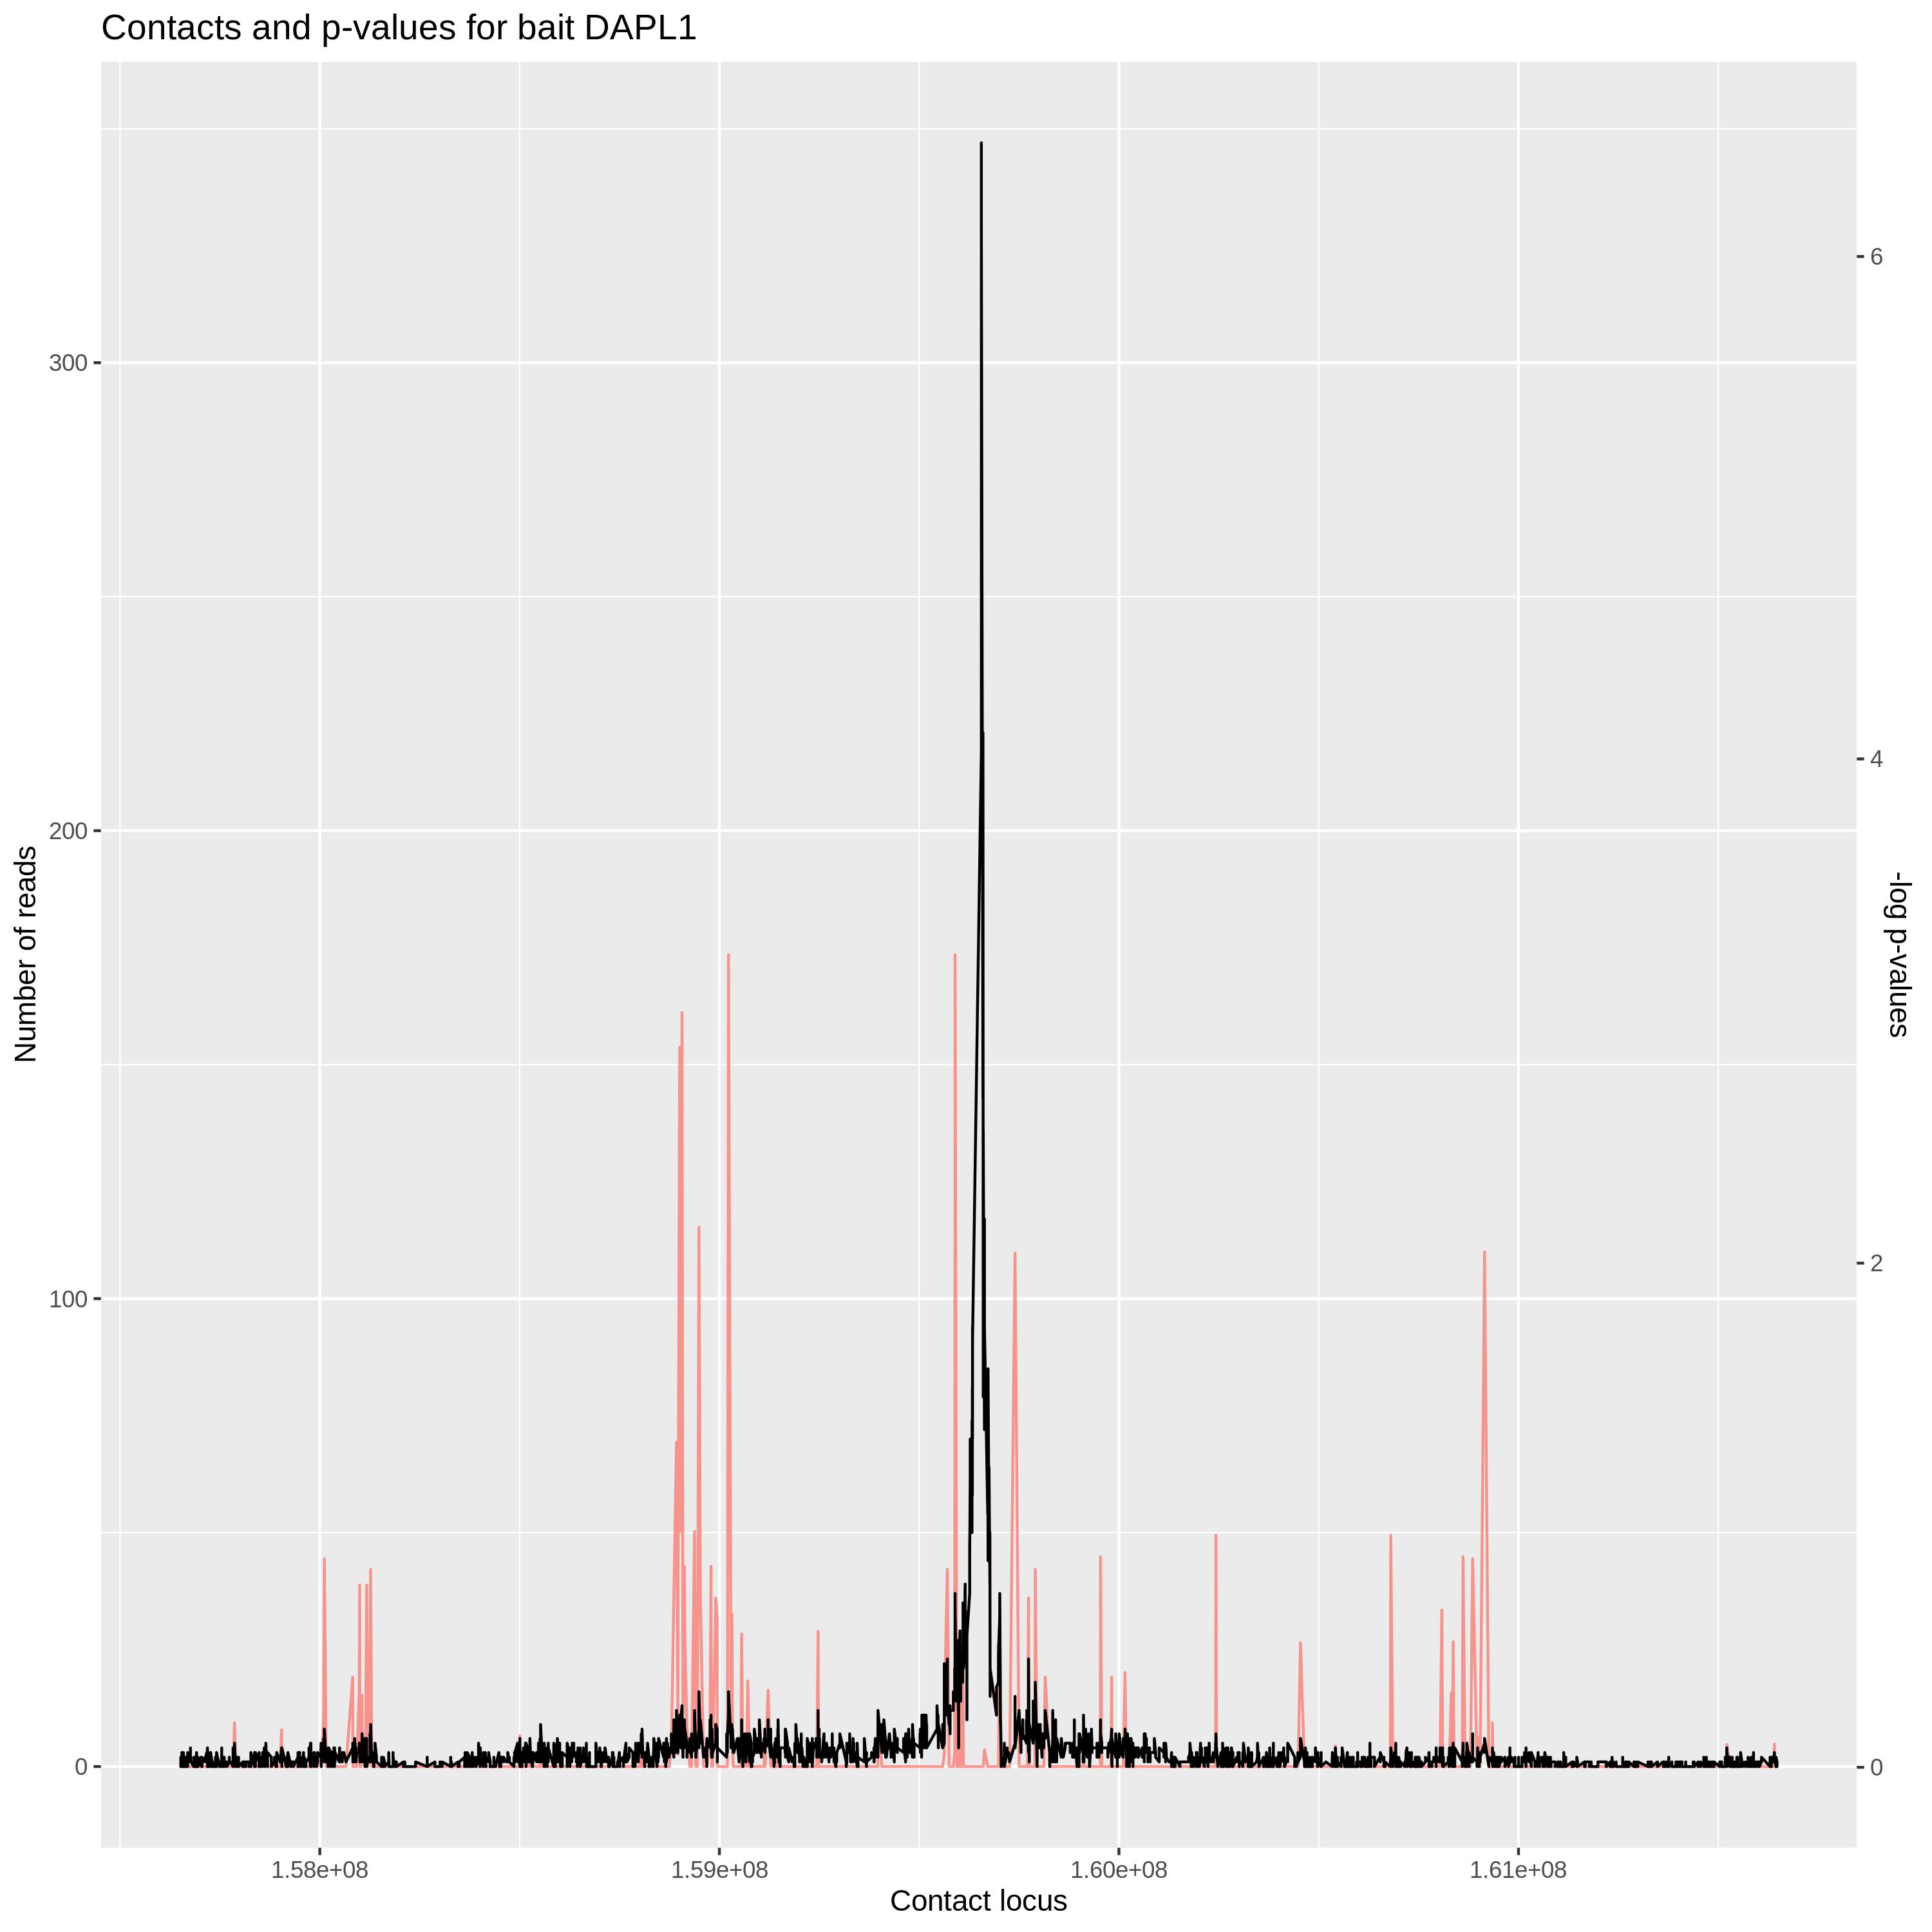 Contacts and p-values for bait DAPL1
Number of reads
300
200
100
0
6
4
2
0
-log p-values
1.58e+08
1.59e+08
1.60e+08
1.61e+08
Contact locus